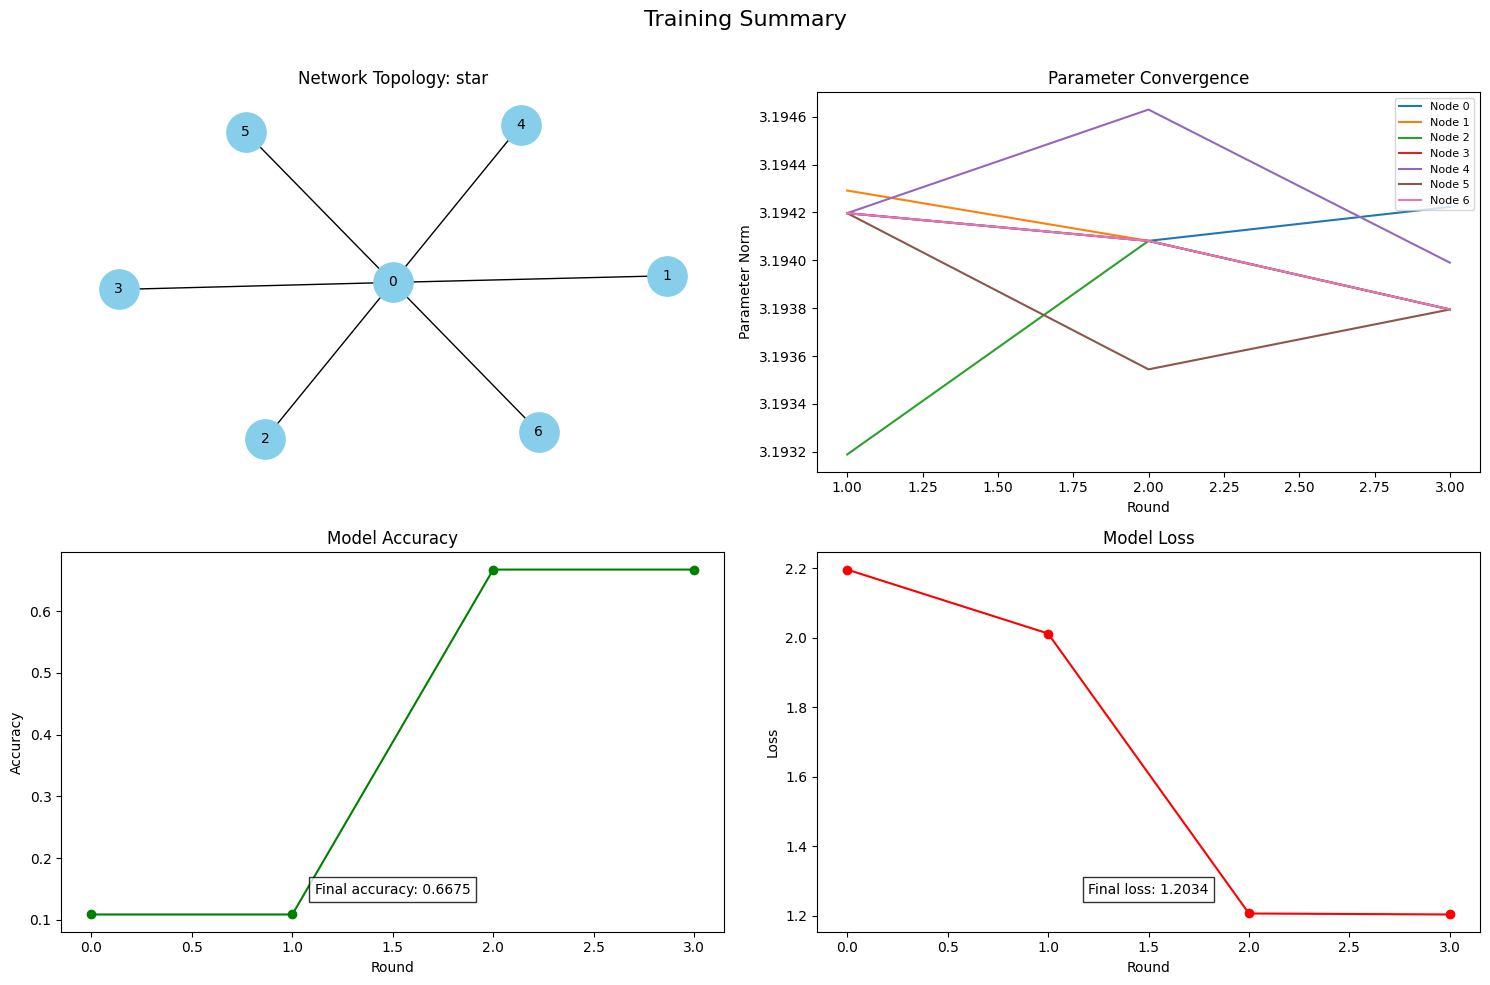 Training Summary
Network Topology: star
5
4
3
0
1
2
6
Parameter Convergence
Parameter Norm
3.1946
3.1944
3.1942
3.1940
3.1938
3.1936
3.1934
3.1932
Node 0
Node 1
Node 2
Node 3
Node 4
Node 5
Node 6
1.00 1.25 1.50 1.75 2.00 2.25 2.50 2.75 3.00
Round
Model Accuracy
Accuracy
0.6
0.5
0.4
0.3
0.2
0.1
Final accuracy: 0.6675
0.0 0.5 1.0 1.5 2.0 2.5 3.0
Round
Model Loss
Loss
2.2
2.0
1.8
1.6
1.4
1.2
Final loss: 1.2034
0.0 0.5 1.0 1.5 2.0 2.5 3.0
Round